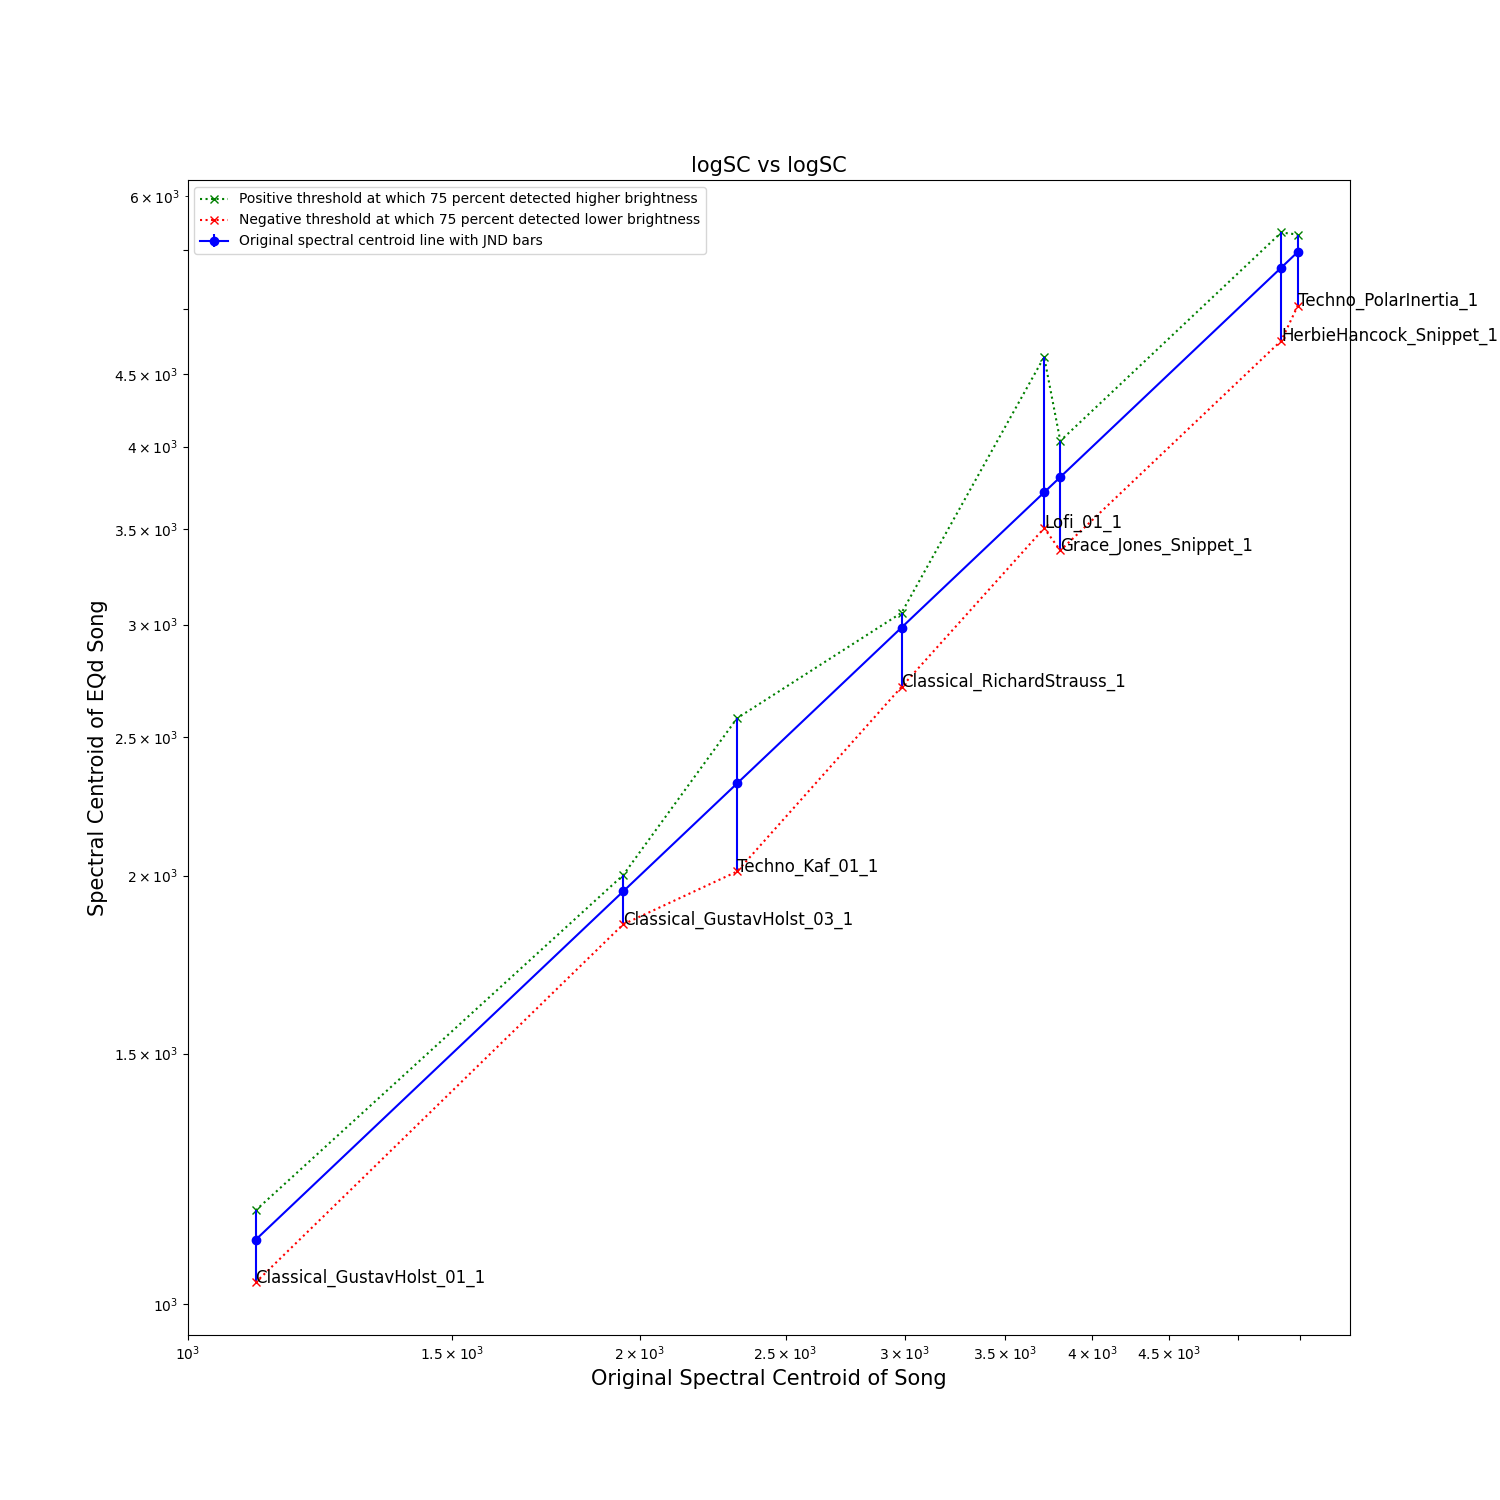 logSC vs logSC
Positive threshold at which 75 percent detected higher brightness
Negative threshold at which 75 percent detected lower brightness
Original spectral centroid line with JND bars
6 × 10³
4.5 × 10³
4 × 10³
3.5 × 10³
3 × 10³
2.5 × 10³
2 × 10³
1.5 × 10³
10³
Spectral Centroid of EQd Song
Techno_PolarInertia_1
HerbieHancock_Snippet_1
Lofi_01_1
Grace_Jones_Snippet_1
Classical_RichardStrauss_1
Techno_Kaf_01_1
Classical_GustavHolst_03_1
Classical_GustavHolst_01_1
10³ 1.5 × 10³ 2 × 10³ 2.5 × 10³ 3 × 10³ 3.5 × 10³ 4 × 10³ 4.5 × 10³
Original Spectral Centroid of Song